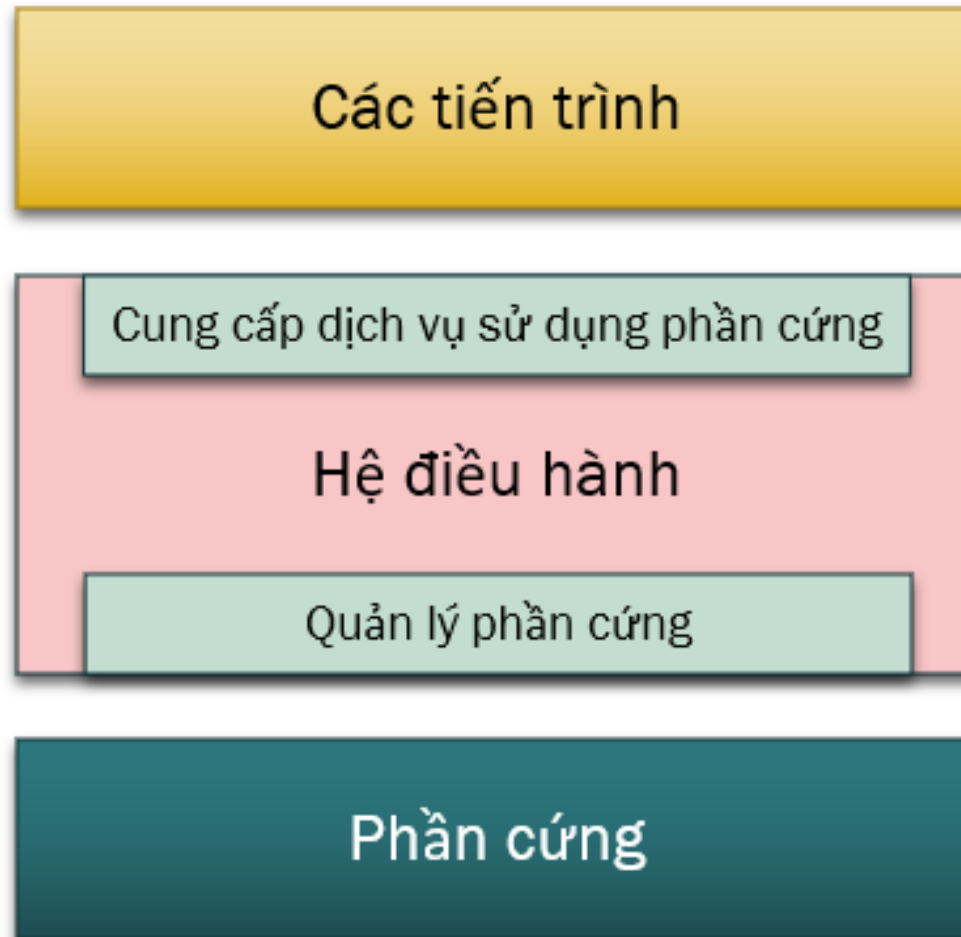 Các tiến trình
Cung cấp dịch vụ sử dụng phần cứng
Hệ điều hành
Quản lý phần cứng
Phần cứng